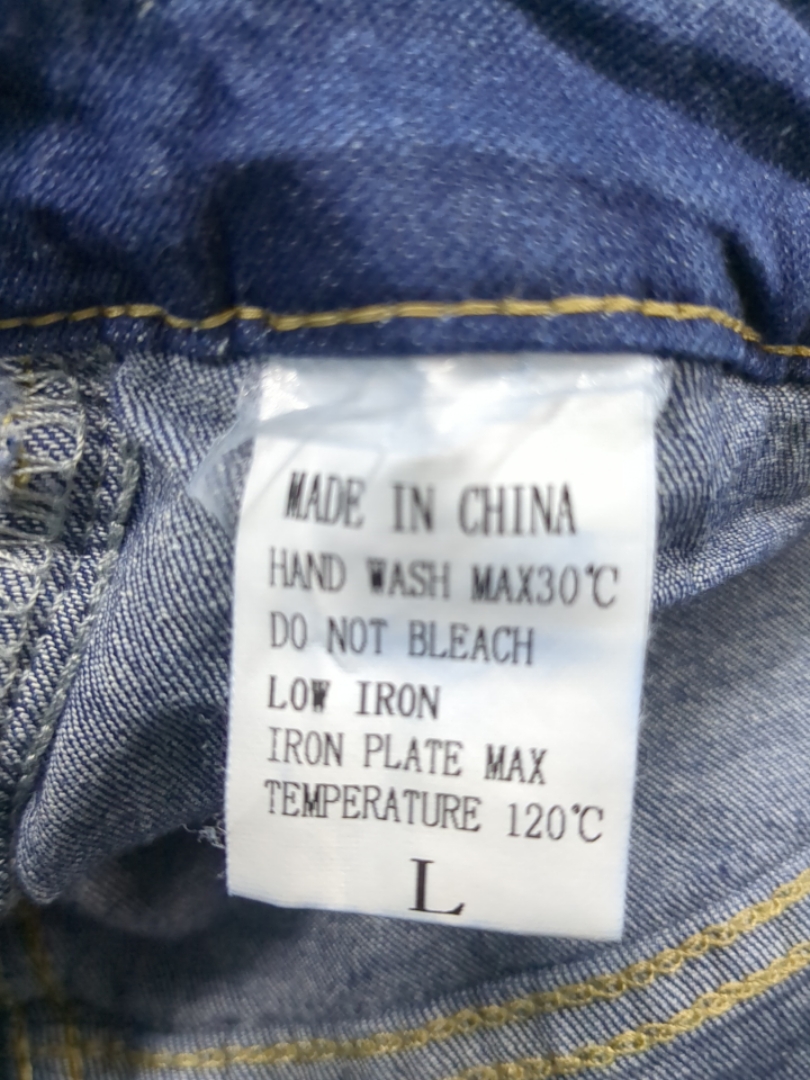 MADE IN CHINA
HAND WASH MAX30℃
DO NOT BLEACH
LOW IRON
IRON PLATE MAX
TEMPERATURE 120℃
L